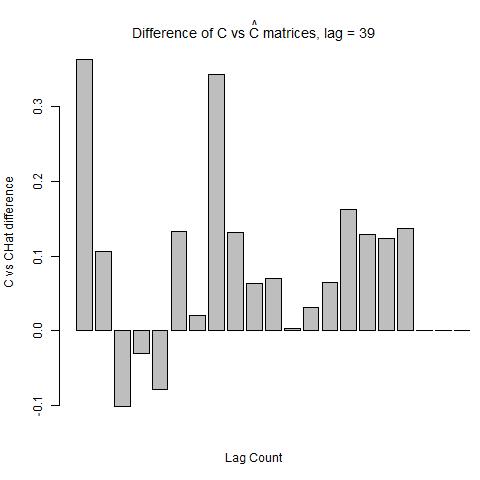 Difference of C vs Ĉ matrices, lag = 39
0.3
0.2
0.1
0.0
-0.1
C vs CHat difference
Lag Count